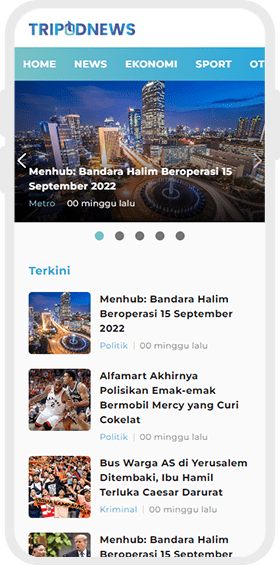 TRIPODNEWS
HOME NEWS EKONOMI SPORT OT
Menhub: Bandara Halim Beroperasi 15
September 2022
Metro 00 minggu lalu
Terkini
Menhub: Bandara Halim
Beroperasi 15 September
2022
Politik | 00 minggu lalu
Alfamart Akhirnya
Polisikan Emak-emak
Bermobil Mercy yang Curi
Cokelat
Politik | 00 minggu lalu
Bus Warga AS di Yerusalem
Ditembaki, Ibu Hamil
Terluka Caesar Darurat
Kriminal | 00 minggu lalu
Menhub: Bandara Halim
Beroperasi 15 September